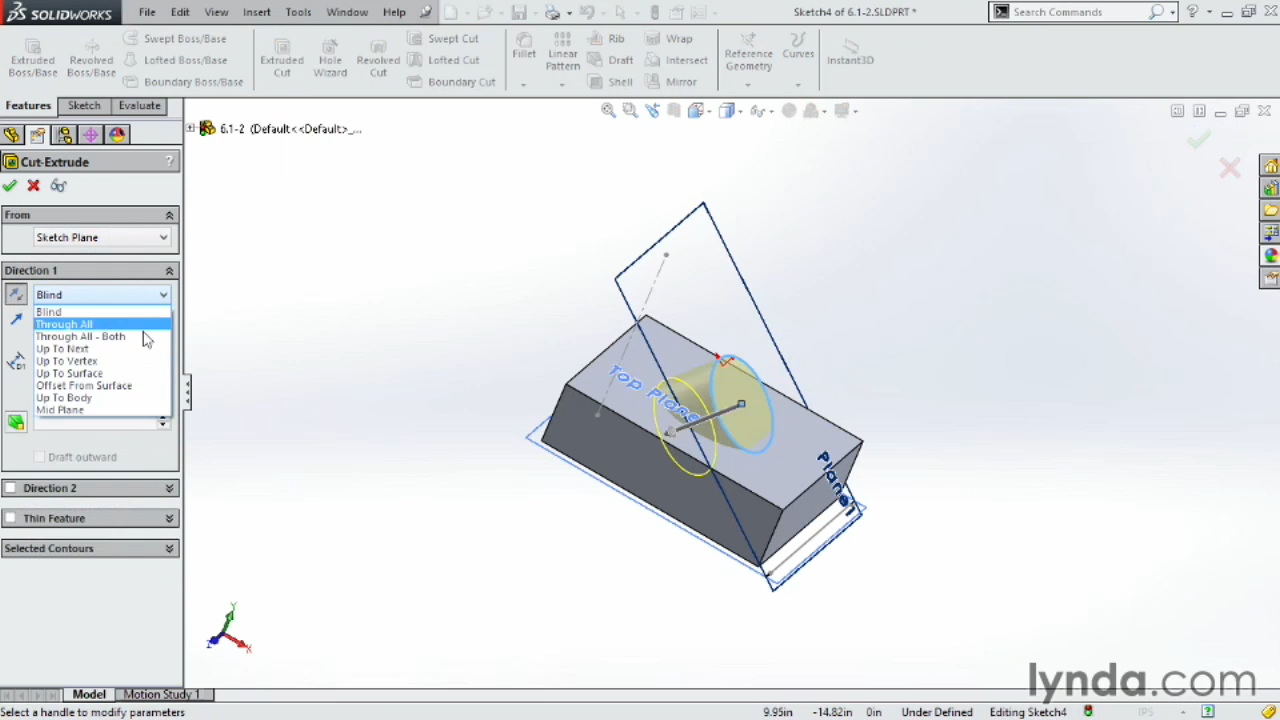 SOLIDWORKS File Edit View Insert Tools Window Help Sketch4 of 6.1-2.SLDPRT * Search Commands
Extruded Boss/Base
Revolved Boss/Base
Swept Boss/Base
Lofted Boss/Base
Boundary Boss/Base
Extruded Cut
Hole Wizard
Revolved Cut
Swept Cut
Lofted Cut
Boundary Cut
Fillet
Linear Pattern
Rib
Draft
Shell
Wrap
Intersect
Mirror
Reference Geometry
Curves
Instant3D
Features Sketch Evaluate
6.1-2 (Default<<Default>_...
Cut-Extrude ?
From
Sketch Plane
Direction 1
Blind
Blind
Through All
Through All - Both
Up To Next
Up To Vertex
Up To Surface
Offset From Surface
Up To Body
Mid Plane
Draft outward
Direction 2
Thin Feature
Selected Contours
Top Plane
Plane1
Y
Z
X
lynda.com
Model Motion Study 1
Select a handle to modify parameters 9.95in -14.82in 0in Under Defined Editing Sketch4 IPS